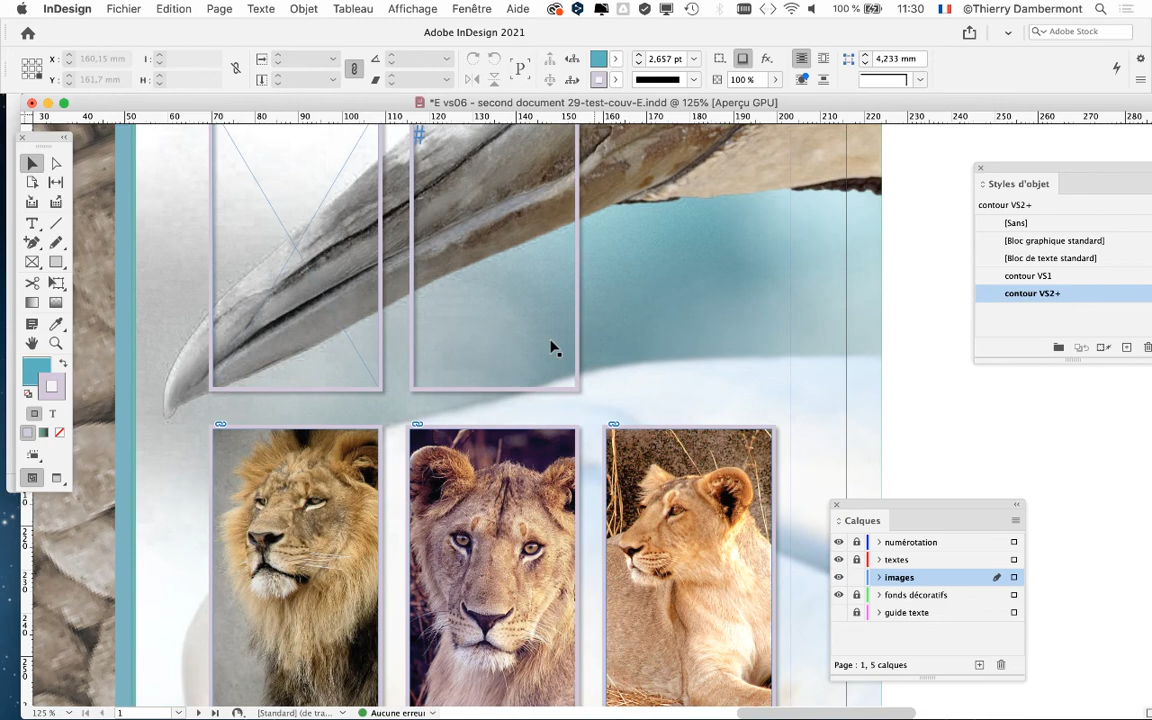 InDesign Fichier Edition Page Texte Objet Tableau Affichage Fenêtre Aide 100 % 11:30 ©Thierry Dambermont
Adobe InDesign 2021
Adobe Stock
X : 160,15 mm L : 2,657 pt 4,233 mm
Y : 161,7 mm H : P 100 %
*E vs06 - second document 29-test-couv-E.indd @ 125% [Aperçu GPU]
30 40 50 60 70 80 90 100 110 120 130 140 150 160 170 180 190 200 210 220 230 240 250 260 270 280
#
Styles d'objet
contour VS2+
[Sans]
[Bloc graphique standard]
[Bloc de texte standard]
contour VS1
contour VS2+
T
T
Calques
numérotation
textes
images
fonds décoratifs
guide texte
Page : 1, 5 calques
125 % 1 [Standard] (de tra... Aucune erreur